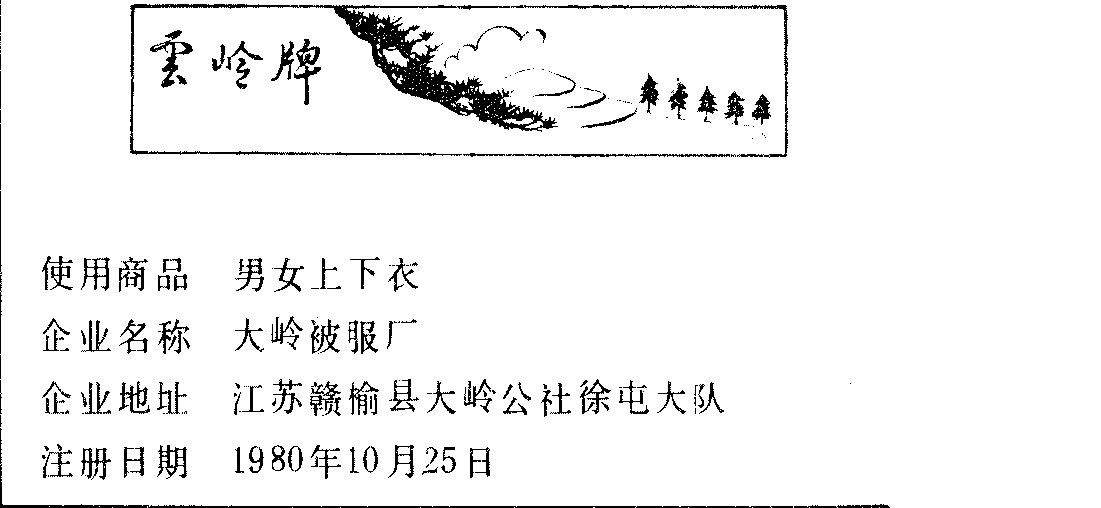 雲岭牌
使用商品 男女上下衣
企业名称 大岭被服厂
企业地址 江苏赣榆县大岭公社徐屯大队
注册日期 1980年10月25日